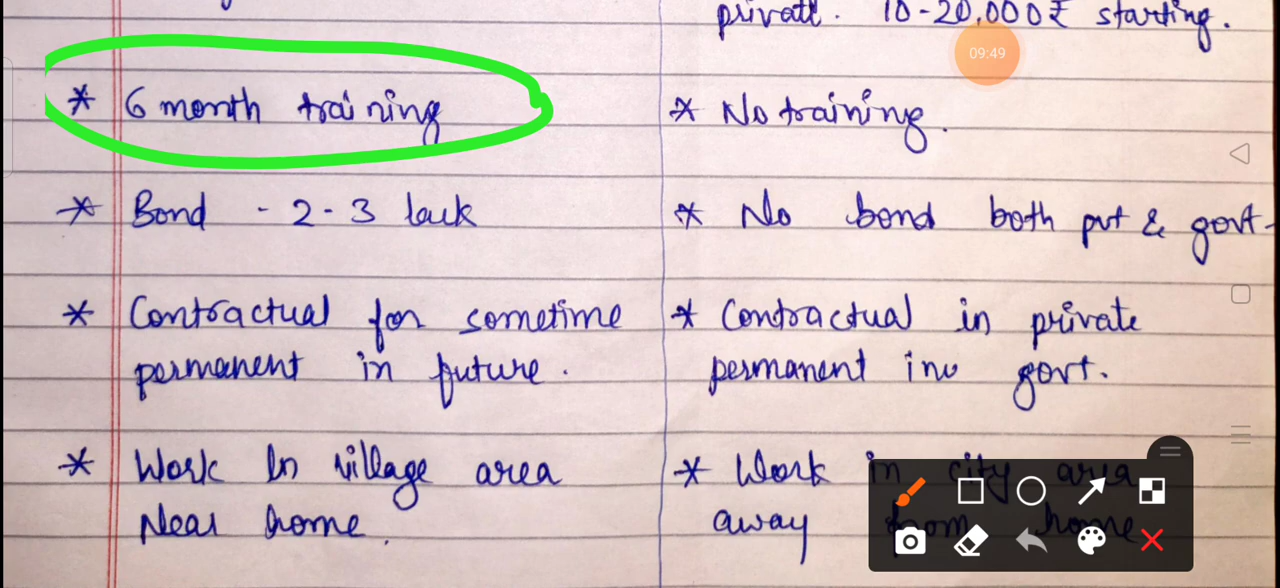 private. 10-20,000₹ starting.
09:49
* 6 month training
* No training.
* Bond - 2-3 lack
* No bond both pvt & govt.
* Contractual for sometime
permanent in future.
* Contractual in private
permanent in govt.
* Work In village area
Near home.
* Work in city area
away from home